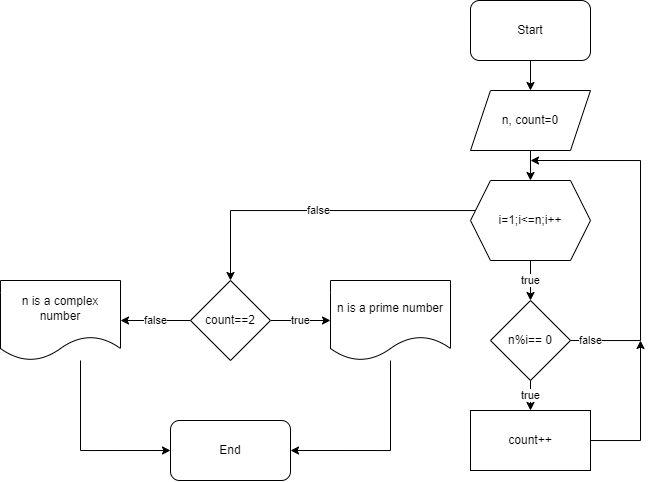 Start
n, count=0
i=1;i<=n;i++
false
true
n is a complex
number
false
count==2
true
n is a prime number
n%i== 0
false
true
count++
End